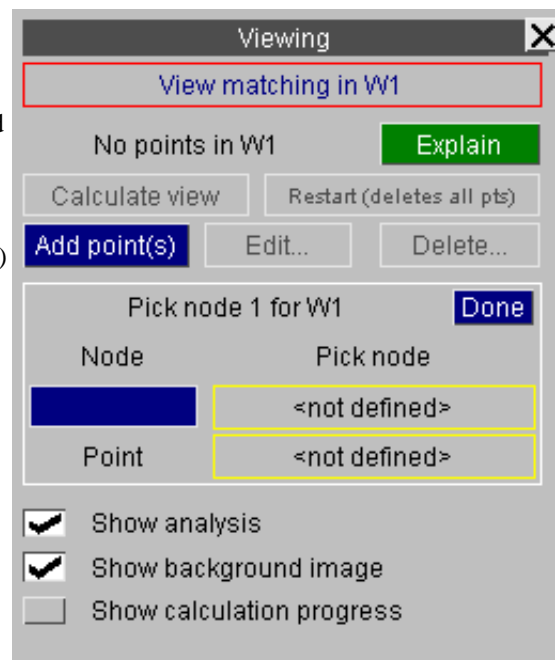 Viewing X
View matching in W1
No points in W1 Explain
Calculate view Restart (deletes all pts)
Add point(s) Edit... Delete...
Pick node 1 for W1 Done
Node Pick node
<not defined>
Point <not defined>
Show analysis
Show background image
Show calculation progress